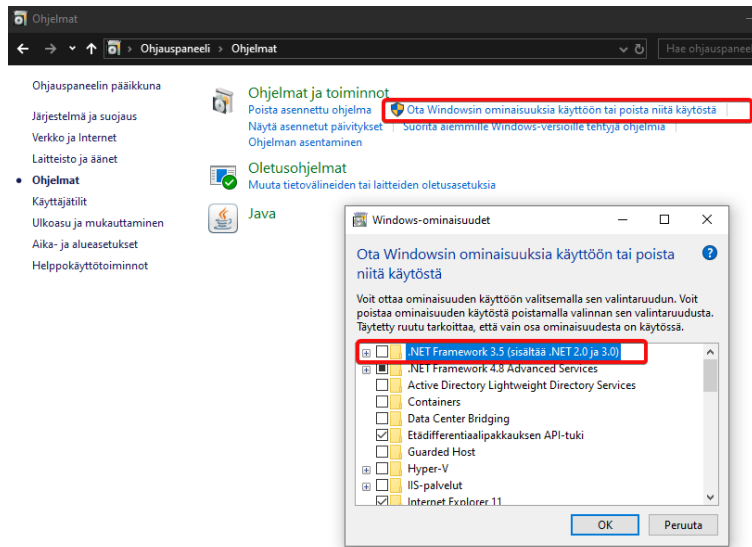 Ohjelmat
Ohjauspaneeli › Ohjelmat
Hae ohjauspaneel
Ohjauspaneelin pääikkuna
Järjestelmä ja suojaus
Verkko ja Internet
Laitteisto ja äänet
Ohjelmat
Käyttäjätilit
Ulkoasu ja mukauttaminen
Aika- ja alueasetukset
Helppokäyttötoiminnot
Ohjelmat ja toiminnot
Poista asennettu ohjelma Ota Windowsin ominaisuuksia käyttöön tai poista niitä käytöstä
Näytä asennetut päivitykset Suorita aiemmille Windows-versioille tehtyjä ohjelmia
Ohjelman asentaminen
Oletusohjelmat
Muuta tietovälineiden tai laitteiden oletusasetuksia
Java
Windows-ominaisuudet
Ota Windowsin ominaisuuksia käyttöön tai poista
niitä käytöstä
Voit ottaa ominaisuuden käyttöön valitsemalla sen valintaruudun. Voit
poistaa ominaisuuden käytöstä poistamalla valinnan sen valintaruudusta.
Täytetty ruutu tarkoittaa, että vain osa ominaisuudesta on käytössä.
.NET Framework 3.5 (sisältää .NET 2.0 ja 3.0)
.NET Framework 4.8 Advanced Services
Active Directory Lightweight Directory Services
Containers
Data Center Bridging
Etädifferentiaalipakkauksen API-tuki
Guarded Host
Hyper-V
IIS-palvelut
Internet Explorer 11
OK Peruuta